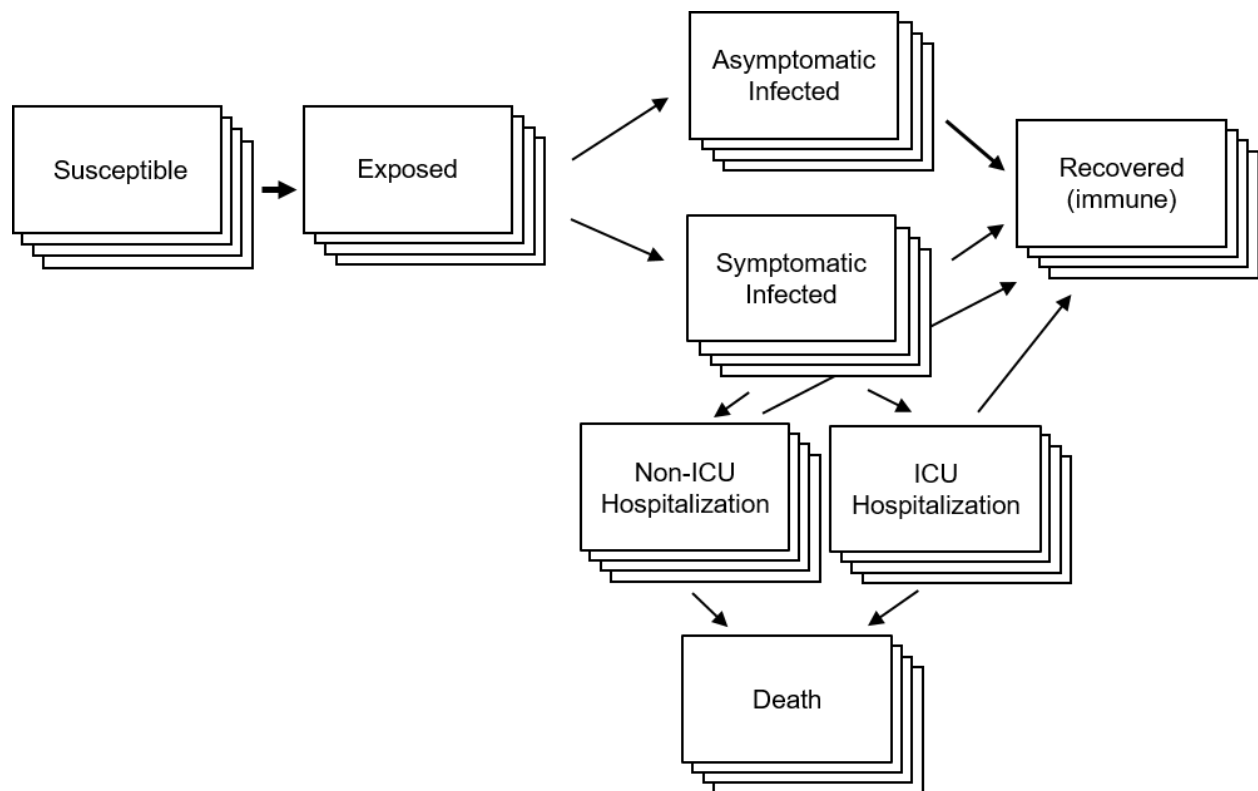 Asymptomatic
Infected
Susceptible
Exposed
Recovered
(immune)
Symptomatic
Infected
Non-ICU
Hospitalization
ICU
Hospitalization
Death